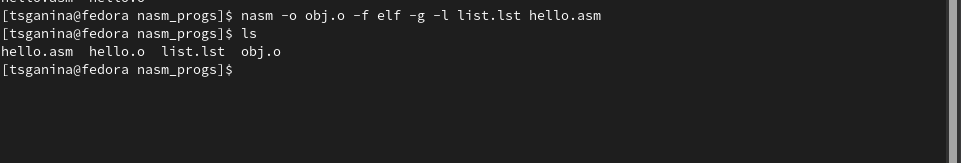 [tsganina@fedora nasm_progs]$ nasm -o obj.o -f elf -g -l list.lst hello.asm
[tsganina@fedora nasm_progs]$ ls
hello.asm  hello.o  list.lst  obj.o
[tsganina@fedora nasm_progs]$